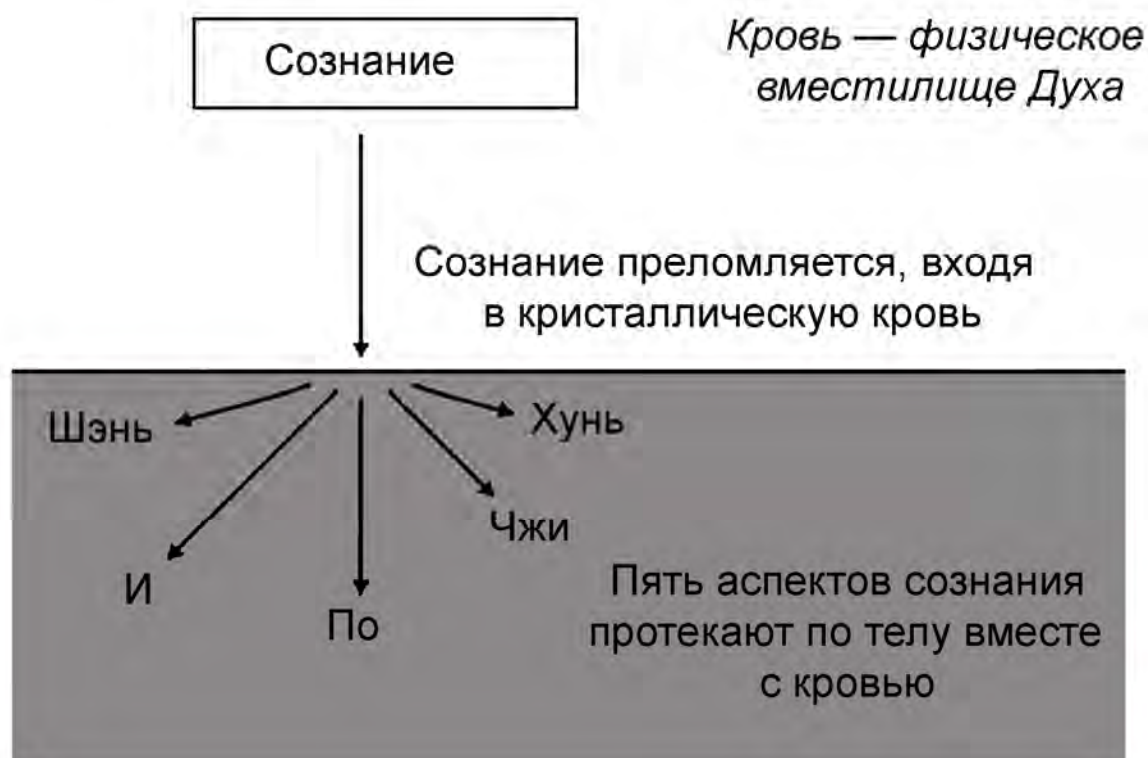 Сознание
Кровь — физическое
вместилище Духа
Сознание преломляется, входя
в кристаллическую кровь
Шэнь
Хунь
Чжи
И
По
Пять аспектов сознания
протекают по телу вместе
с кровью